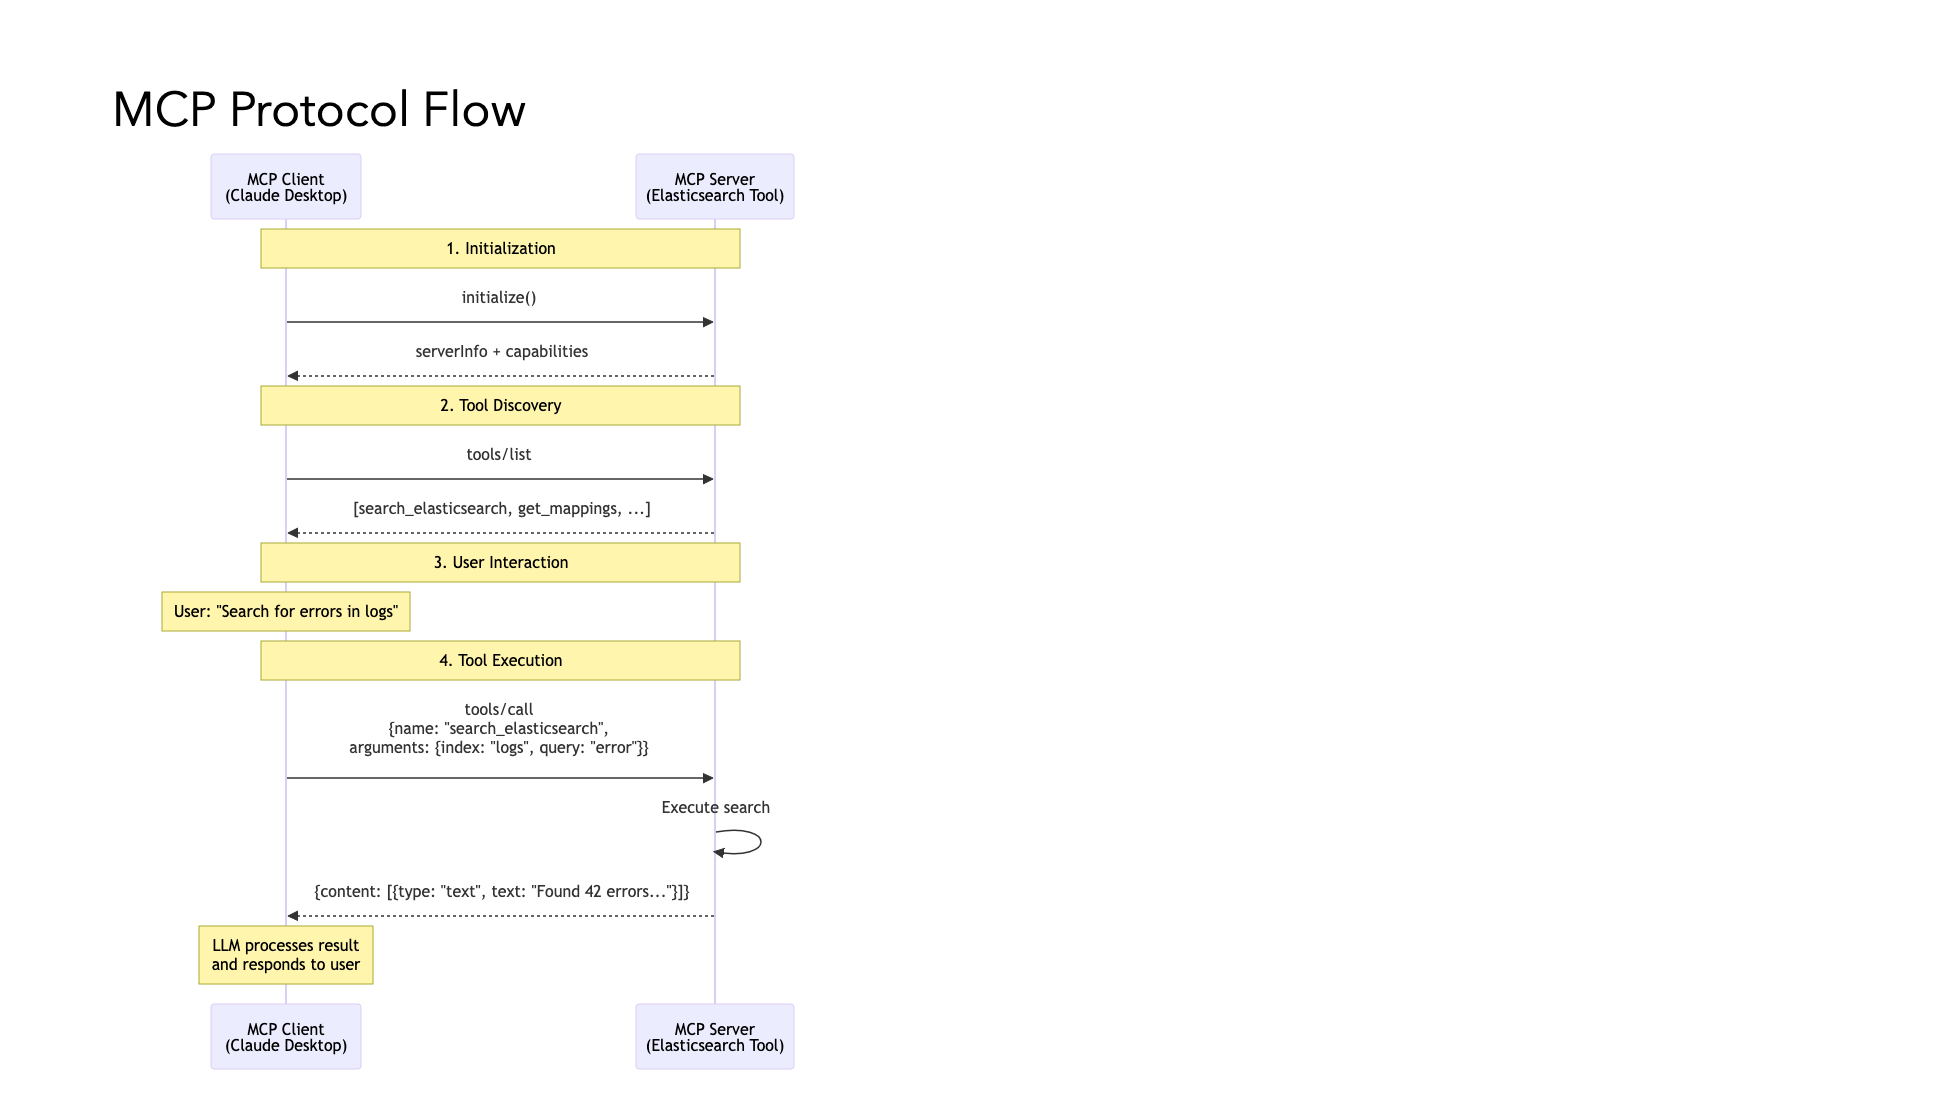 MCP Protocol Flow
MCP Client
(Claude Desktop)
MCP Server
(Elasticsearch Tool)
1. Initialization
initialize()
serverInfo + capabilities
2. Tool Discovery
tools/list
[search_elasticsearch, get_mappings, ...]
3. User Interaction
User: "Search for errors in logs"
4. Tool Execution
tools/call
{name: "search_elasticsearch",
arguments: {index: "logs", query: "error"}}
Execute search
{content: [{type: "text", text: "Found 42 errors..."}]}
LLM processes result
and responds to user
MCP Client
(Claude Desktop)
MCP Server
(Elasticsearch Tool)